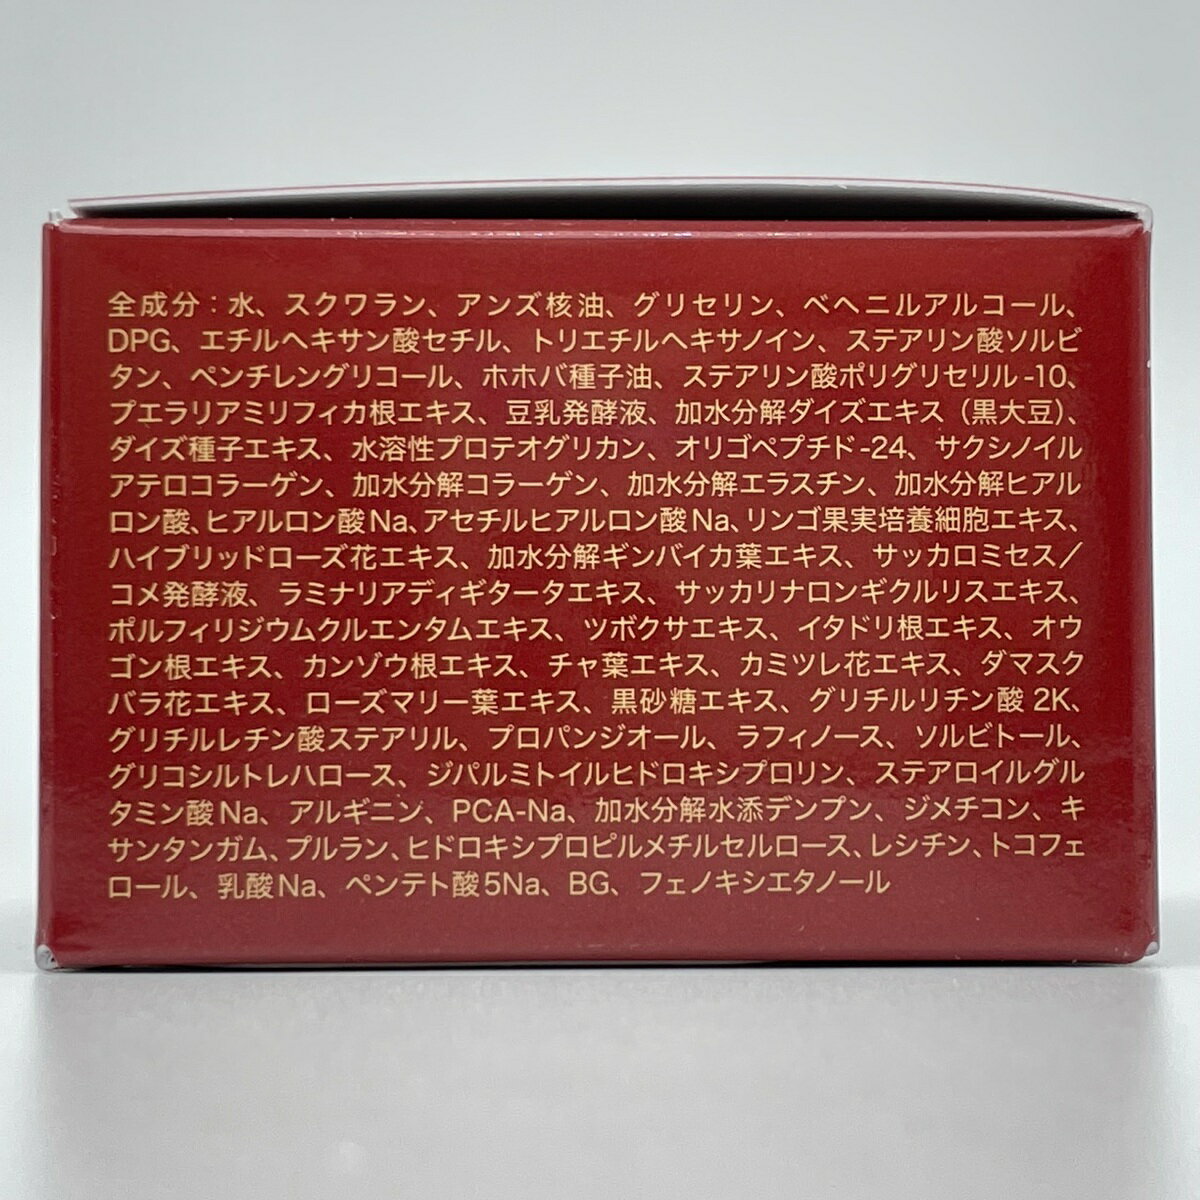 全成分：水、スクワラン、アンズ核油、グリセリン、ベヘニルアルコール、
DPG、エチルヘキサン酸セチル、トリエチルヘキサノイン、ステアリン酸ソルビ
タン、ペンチレングリコール、ホホバ種子油、ステアリン酸ポリグリセリル-10、
プエラリアミリフィカ根エキス、豆乳発酵液、加水分解ダイズエキス（黒大豆）、
ダイズ種子エキス、水溶性プロテオグリカン、オリゴペプチド-24、サクシノイル
アテロコラーゲン、加水分解コラーゲン、加水分解エラスチン、加水分解ヒアル
ロン酸、ヒアルロン酸Na、アセチルヒアルロン酸Na、リンゴ果実培養細胞エキス、
ハイブリッドローズ花エキス、加水分解ギンバイカ葉エキス、サッカロミセス／
コメ発酵液、ラミナリアディギタータエキス、サッカリナロンギクルリスエキス、
ポルフィリジウムクルエンタムエキス、ツボクサエキス、イタドリ根エキス、オウ
ゴン根エキス、カンゾウ根エキス、チャ葉エキス、カミツレ花エキス、ダマスク
バラ花エキス、ローズマリー葉エキス、黒砂糖エキス、グリチルリチン酸2K、
グリチルレチン酸ステアリル、プロパンジオール、ラフィノース、ソルビトール、
グリコシルトレハロース、ジパルミトイルヒドロキシプロリン、ステアロイルグル
タミン酸Na、アルギニン、PCA-Na、加水分解水添デンプン、ジメチコン、キ
サンタンガム、プルラン、ヒドロキシプロピルメチルセルロース、レシチン、トコフェ
ロール、乳酸Na、ペンテト酸5Na、BG、フェノキシエタノール